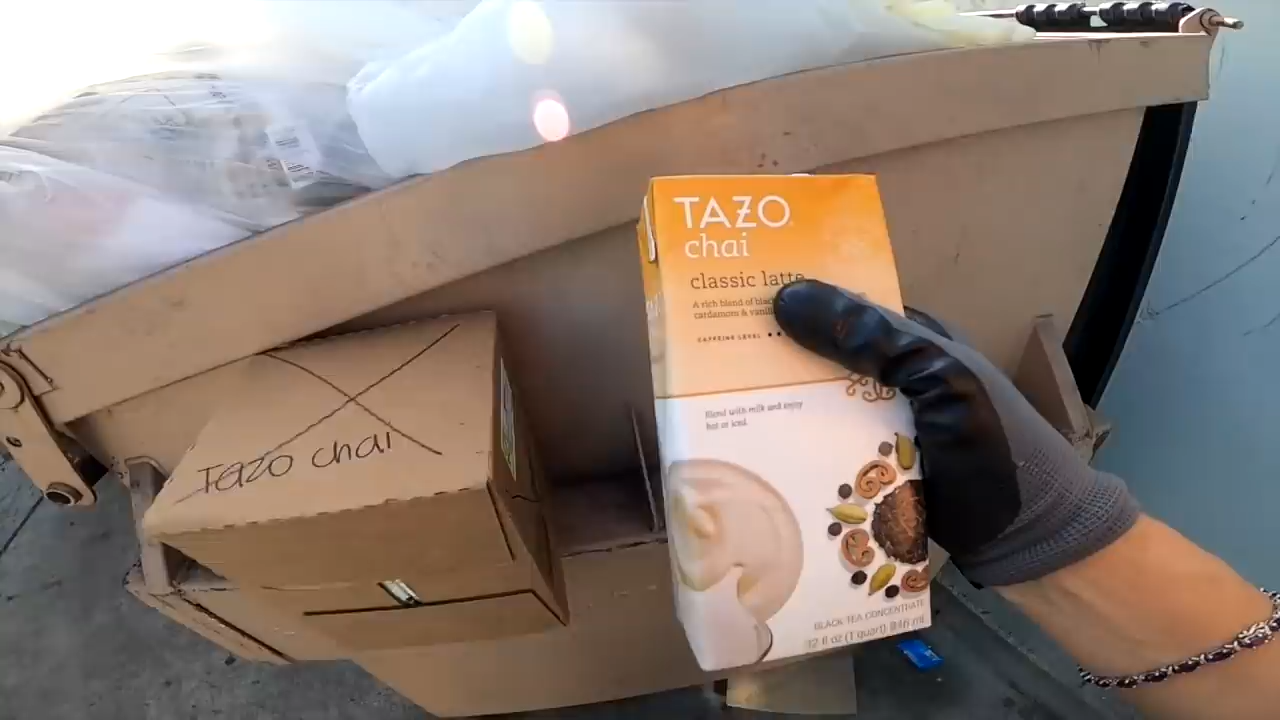 TAZO
chai
classic latte
A rich blend of black
cardamom & vanilla
CAFFEINE LEVEL
Blend with milk and enjoy
hot or iced.
BLACK TEA CONCENTRATE
32 fl oz (1 quart) 946 ml
Tazo chai